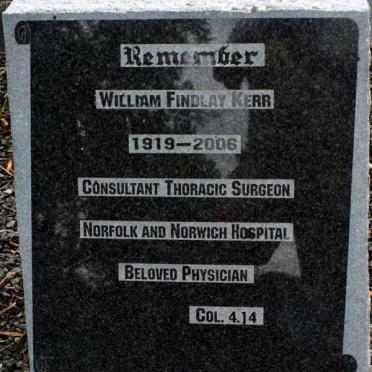 Remember
WILLIAM FINDLAY KERR
1919—2006
CONSULTANT THORACIC SURGEON
NORFOLK AND NORWICH HOSPITAL
BELOVED PHYSICIAN
COL. 4.14